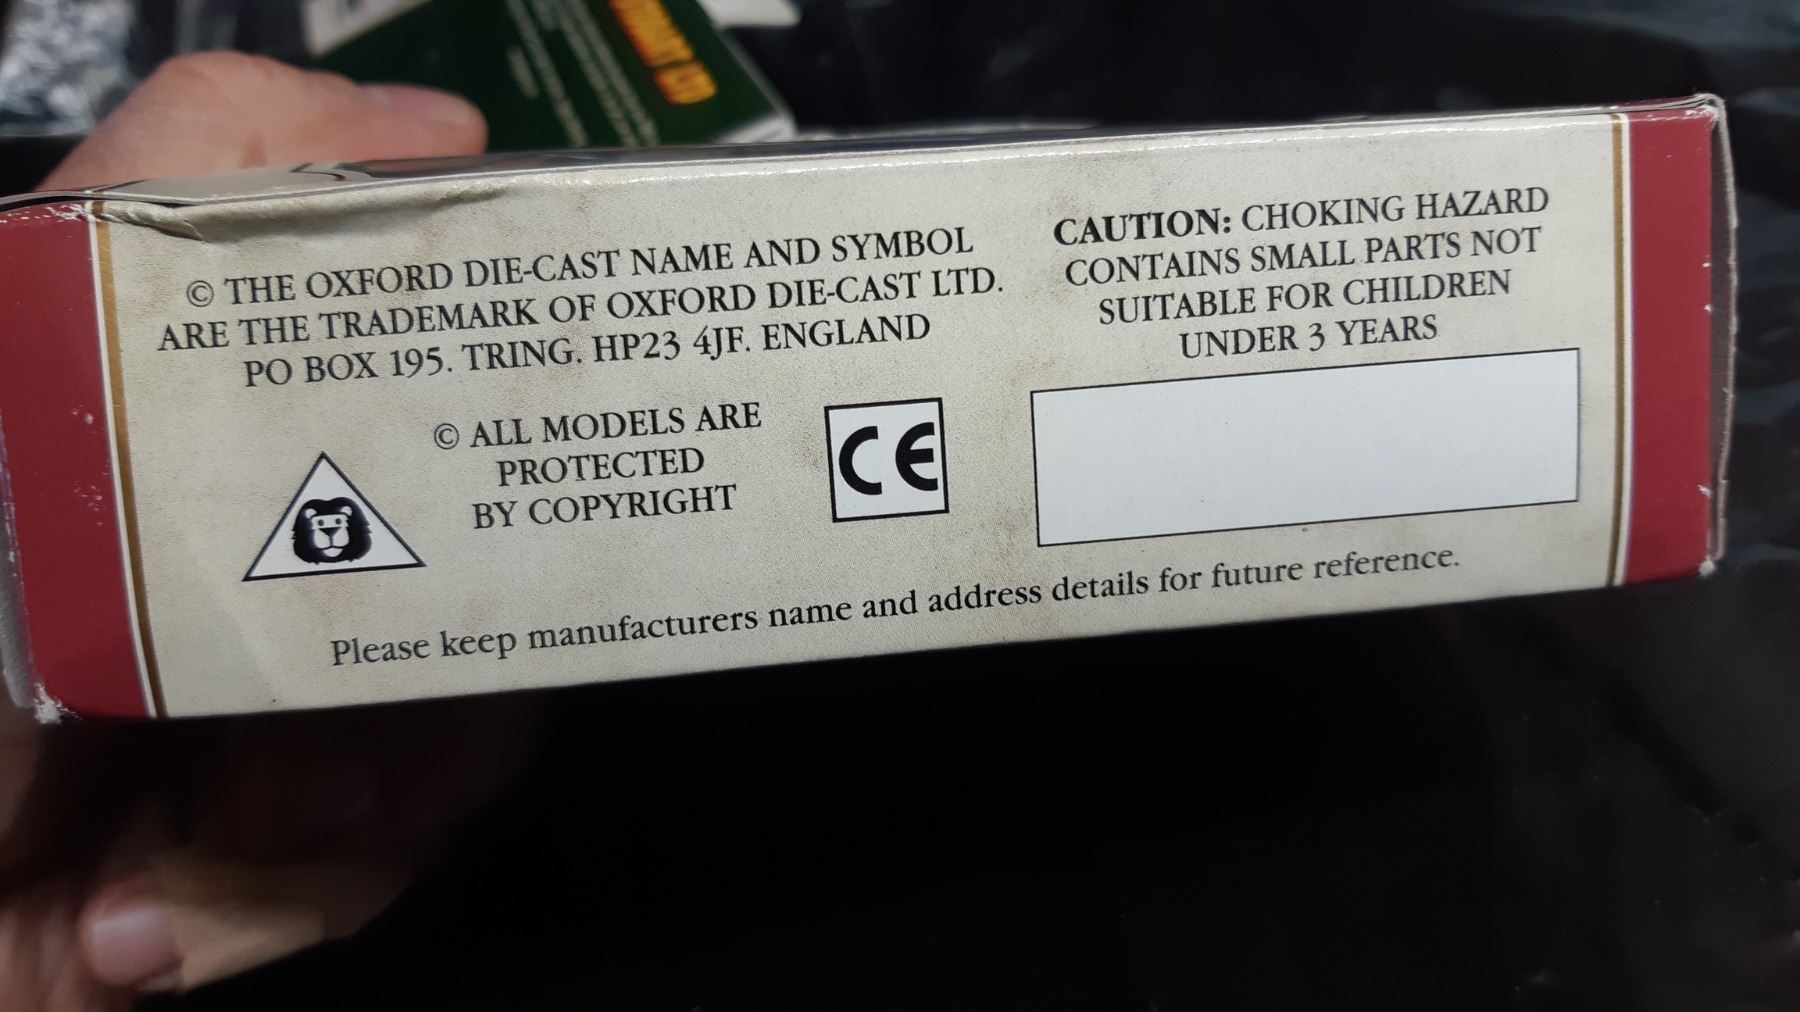 © THE OXFORD DIE-CAST NAME AND SYMBOL
ARE THE TRADEMARK OF OXFORD DIE-CAST LTD.
PO BOX 195. TRING. HP23 4JF. ENGLAND
CAUTION: CHOKING HAZARD
CONTAINS SMALL PARTS NOT
SUITABLE FOR CHILDREN
UNDER 3 YEARS
© ALL MODELS ARE
PROTECTED
BY COPYRIGHT
CE
Please keep manufacturers name and address details for future reference.